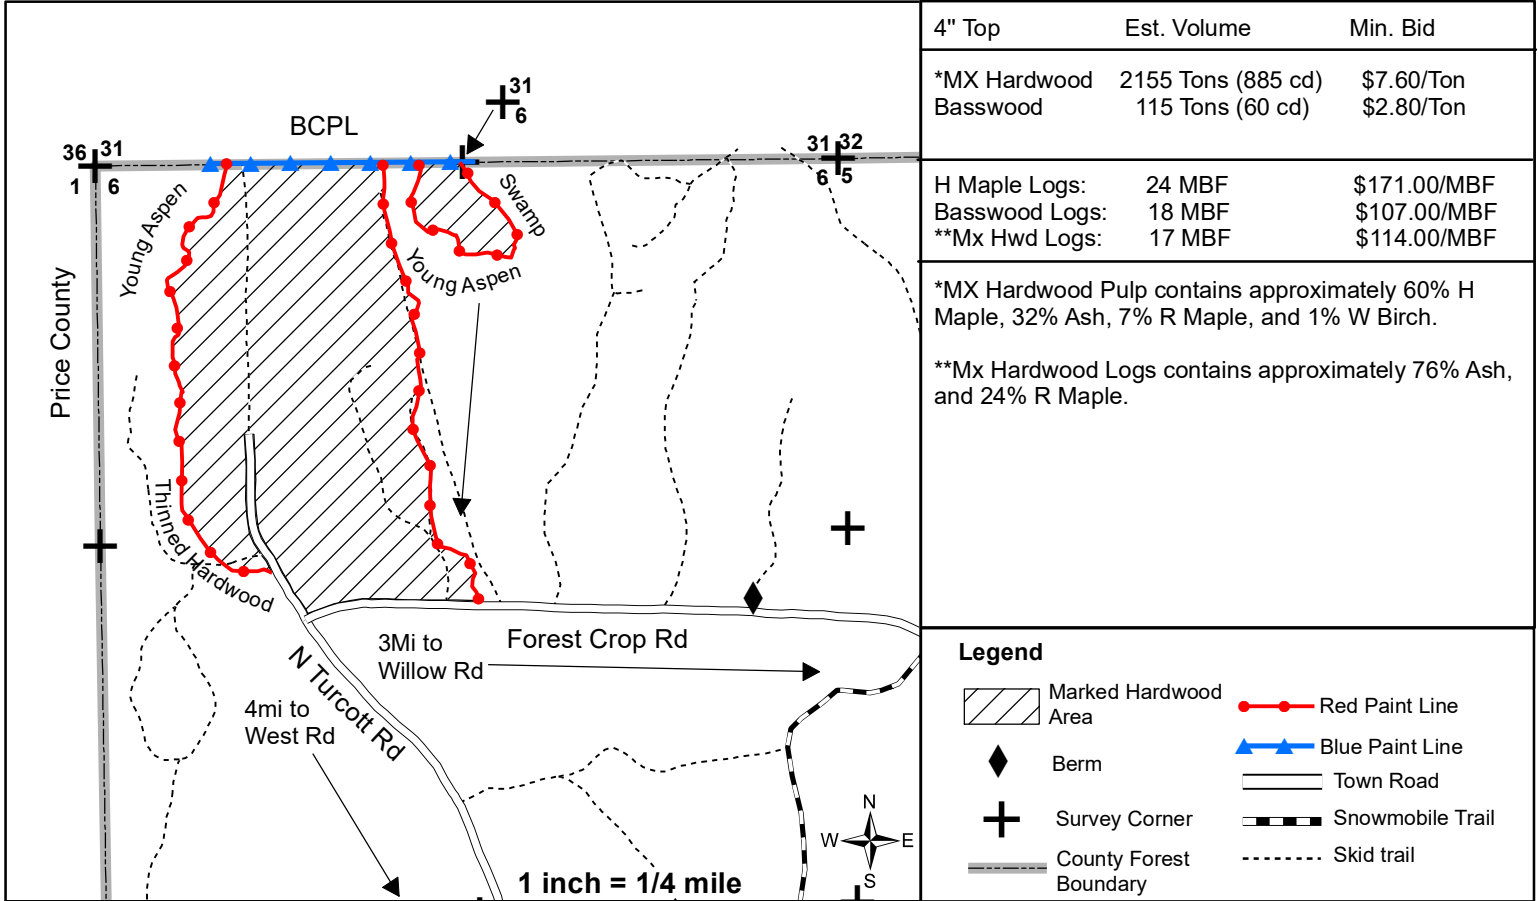 31
6
BCPL
36 31
1 6
31 32
6 5
Young Aspen
Swamp
Young Aspen
Price County
Thinned Hardwood
3Mi to
Willow Rd
Forest Crop Rd
N Turcott Rd
4mi to
West Rd
N
W E
S
1 inch = 1/4 mile
4" Top Est. Volume Min. Bid
*MX Hardwood 2155 Tons (885 cd) $7.60/Ton
Basswood 115 Tons (60 cd) $2.80/Ton
H Maple Logs: 24 MBF $171.00/MBF
Basswood Logs: 18 MBF $107.00/MBF
**Mx Hwd Logs: 17 MBF $114.00/MBF
*MX Hardwood Pulp contains approximately 60% H
Maple, 32% Ash, 7% R Maple, and 1% W Birch.
**Mx Hardwood Logs contains approximately 76% Ash,
and 24% R Maple.
Legend
Marked Hardwood
Area
Berm
Survey Corner
County Forest
Boundary
Red Paint Line
Blue Paint Line
Town Road
Snowmobile Trail
Skid trail